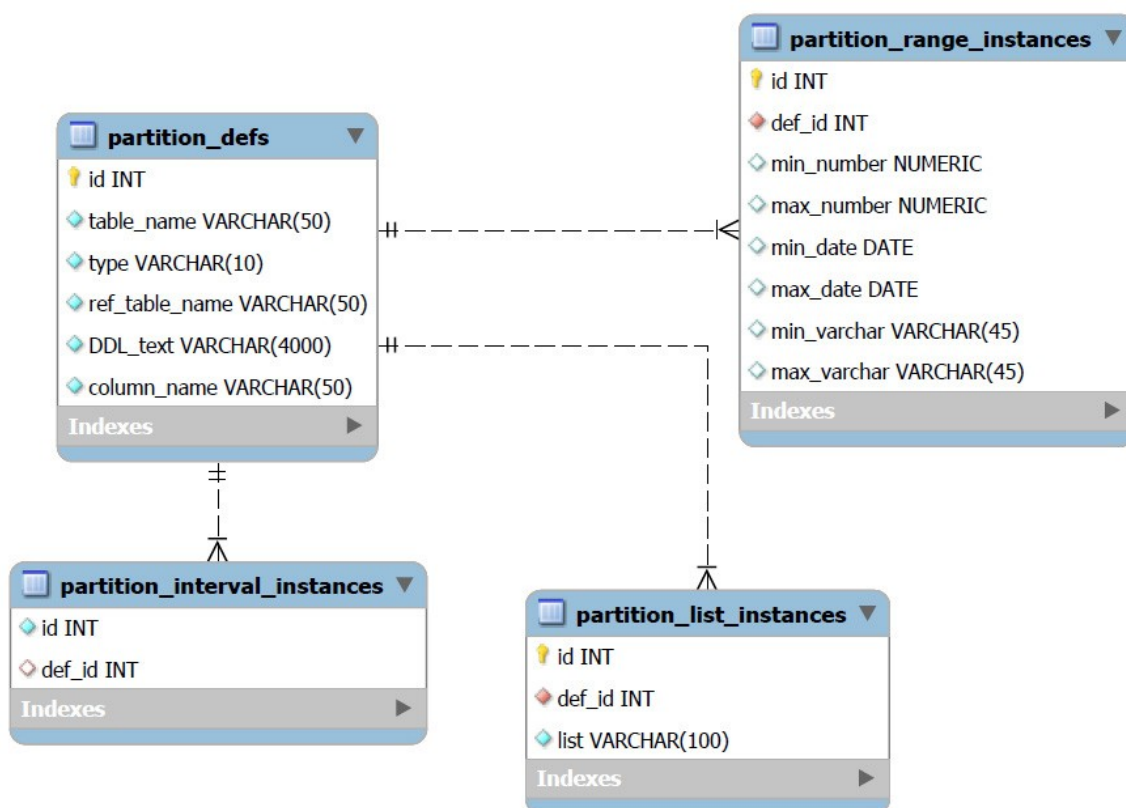 partition_defs
id INT
table_name VARCHAR(50)
type VARCHAR(10)
ref_table_name VARCHAR(50)
DDL_text VARCHAR(4000)
column_name VARCHAR(50)
Indexes
partition_range_instances
id INT
def_id INT
min_number NUMERIC
max_number NUMERIC
min_date DATE
max_date DATE
min_varchar VARCHAR(45)
max_varchar VARCHAR(45)
Indexes
partition_interval_instances
id INT
def_id INT
Indexes
partition_list_instances
id INT
def_id INT
list VARCHAR(100)
Indexes